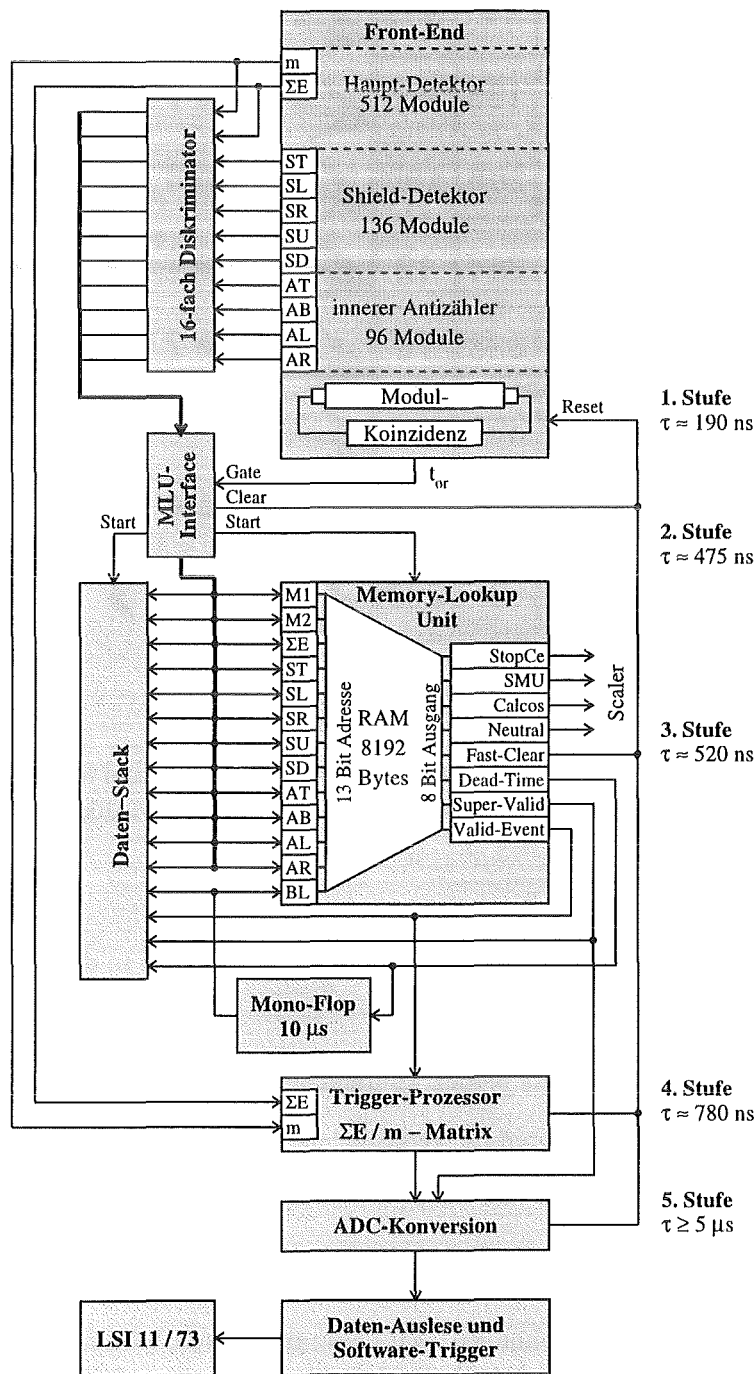 Front-End
m
ΣE
Haupt-Detektor
512 Module
16-fach Diskriminator
ST
SL
SR
SU
SD
Shield-Detektor
136 Module
AT
AB
AL
AR
innerer Antizähler
96 Module
Modul-
Koinzidenz
Reset
1. Stufe
τ ≈ 190 ns
t_or
MLU-
Interface
Gate
Clear
Start
Start
2. Stufe
τ ≈ 475 ns
Daten–Stack
M1
M2
ΣE
ST
SL
SR
SU
SD
AT
AB
AL
AR
BL
Memory-Lookup
Unit
13 Bit Adresse
RAM
8192
Bytes
8 Bit Ausgang
StopCe
SMU
Calcos
Neutral
Fast-Clear
Dead-Time
Super-Valid
Valid-Event
Scaler
3. Stufe
τ ≈ 520 ns
Mono-Flop
10 µs
ΣE
m
Trigger-Prozessor
ΣE / m – Matrix
4. Stufe
τ ≈ 780 ns
ADC-Konversion
5. Stufe
τ ≥ 5 µs
LSI 11 / 73
Daten-Auslese und
Software-Trigger